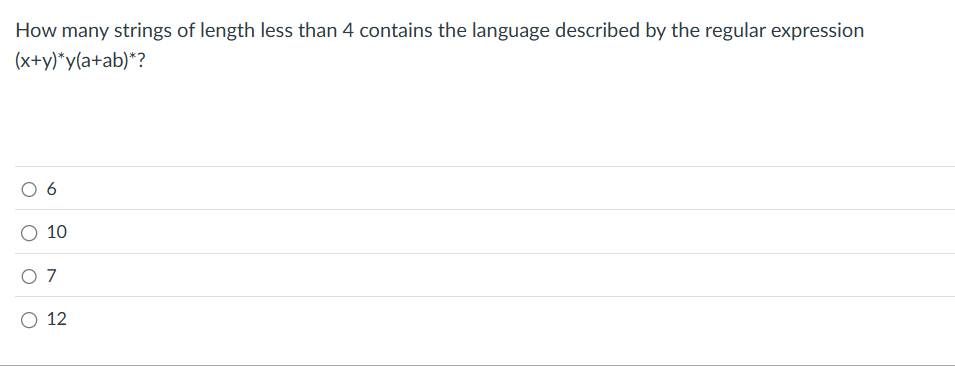 How many strings of length less than 4 contains the language described by the regular expression
(x+y)*y(a+ab)*?
6
10
7
12